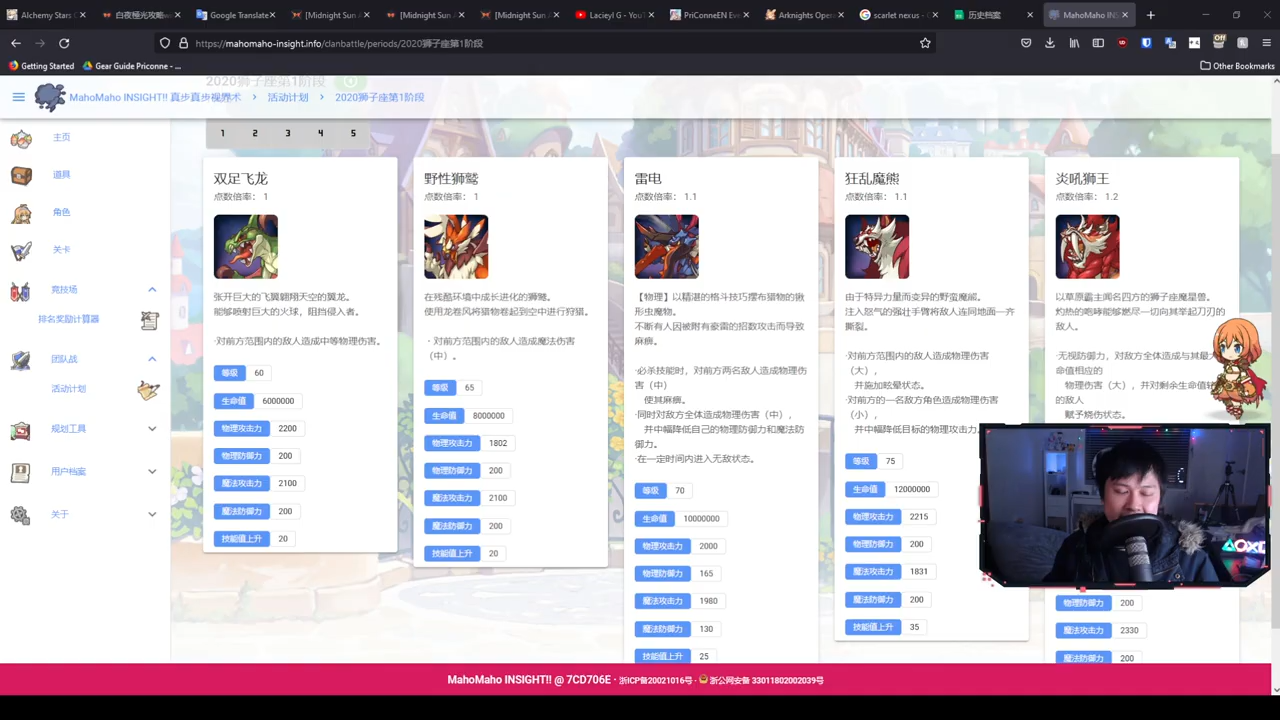 Alchemy Stars
白夜極光攻略
Google Translate
[Midnight Sun
[Midnight Sun
[Midnight Sun
Lacieyl G - You
PriConneEN Eve
Arknights Oper
scarlet nexus - G
历史档案
MahoMaho INS
https://mahomaho-insight.info/clanbattle/periods/2020狮子座第1阶段
Off
Getting Started
Gear Guide Priconne - ...
Other Bookmarks
2020狮子座第1阶段
MahoMaho INSIGHT!! 真步真步视界术 > 活动计划 > 2020狮子座第1阶段
1 2 3 4 5
主页
道具
角色
关卡
竞技场
排名奖励计算器
团队战
活动计划
规划工具
用户档案
关于
双足飞龙
点数倍率： 1
张开巨大的飞翼翱翔天空的翼龙。
能够喷射巨大的火球，阻挡侵入者。
·对前方范围内的敌人造成中等物理伤害。
等级 60
生命值 6000000
物理攻击力 2200
物理防御力 200
魔法攻击力 2100
魔法防御力 200
技能值上升 20
野性狮鹫
点数倍率： 1
在残酷环境中成长进化的狮鹫。
使用龙卷风将猎物卷起到空中进行狩猎。
· 对前方范围内的敌人造成魔法伤害
（中）。
等级 65
生命值 8000000
物理攻击力 1802
物理防御力 200
魔法攻击力 2100
魔法防御力 200
技能值上升 20
雷电
点数倍率： 1.1
【物理】以精湛的格斗技巧摆布猎物的锹
形虫魔物。
不断有人因被附有豪雷的招数攻击而导致
麻痹。
·必杀技能时，对前方两名敌人造成物理伤
害（中）
使其麻痹。
·同时对敌方全体造成物理伤害（中），
并中幅降低自己的物理防御力和魔法防
御力。
·在一定时间内进入无敌状态。
等级 70
生命值 10000000
物理攻击力 2000
物理防御力 165
魔法攻击力 1980
魔法防御力 130
技能值上升 25
狂乱魔熊
点数倍率： 1.1
由于特异力量而变异的野蛮魔熊。
注入怒气的强壮手臂将敌人连同地面一齐
撕裂。
·对前方范围内的敌人造成物理伤害
（大），
并施加眩晕状态。
·对前方的一名敌方角色造成物理伤害
（小），
并中幅降低目标的物理攻击力。
等级 75
生命值 12000000
物理攻击力 2215
物理防御力 200
魔法攻击力 1831
魔法防御力 200
技能值上升 35
炎吼狮王
点数倍率： 1.2
以草原霸主闻名四方的狮子座魔星兽。
灼热的咆哮能够燃尽一切向其举起刀刃的
敌人。
·无视防御力，对敌方全体造成与其最大
命值相应的
物理伤害（大），并对剩余生命值
的敌人
赋予烧伤状态。
物理防御力 200
魔法攻击力 2330
魔法防御力 200
MahoMaho INSIGHT!! @ 7CD706E · 浙ICP备20021016号 · 浙公网安备 33011802002039号